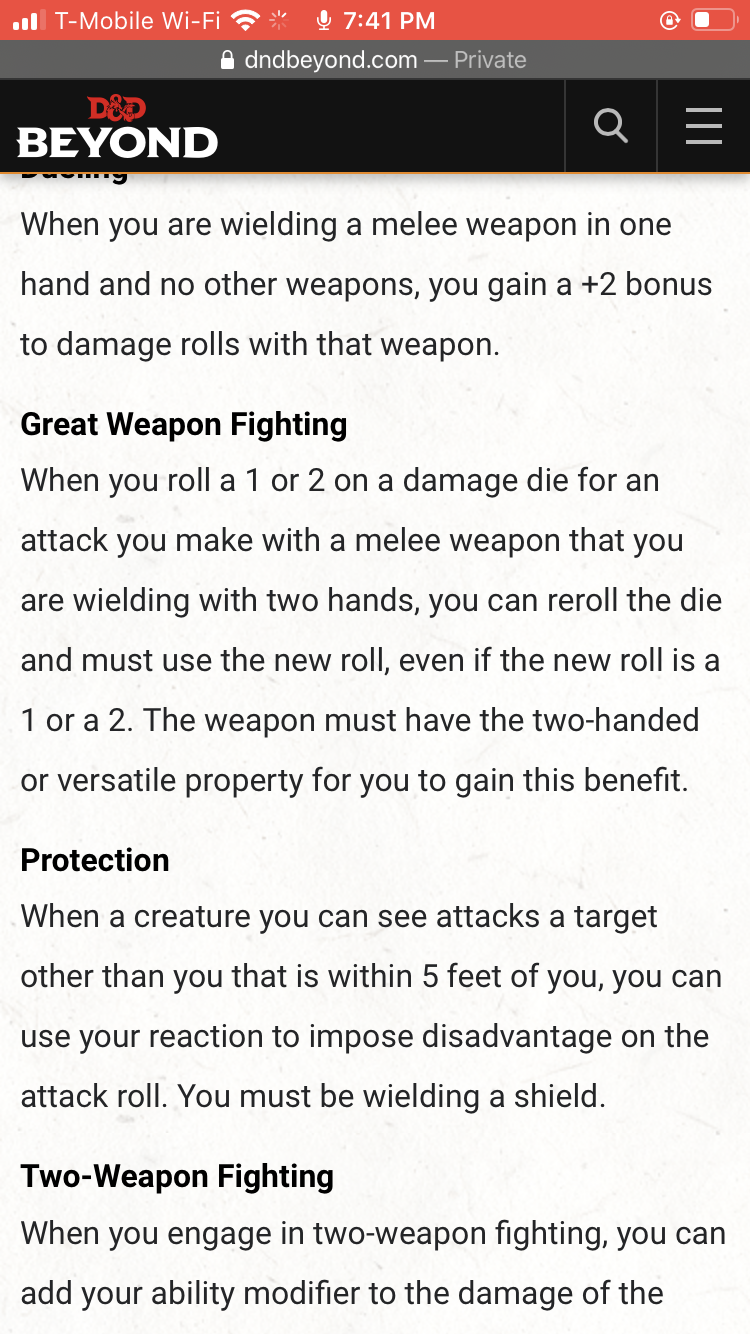 T-Mobile Wi-Fi 7:41 PM
dndbeyond.com — Private
D&D
BEYOND
Dueling
When you are wielding a melee weapon in one
hand and no other weapons, you gain a +2 bonus
to damage rolls with that weapon.
Great Weapon Fighting
When you roll a 1 or 2 on a damage die for an
attack you make with a melee weapon that you
are wielding with two hands, you can reroll the die
and must use the new roll, even if the new roll is a
1 or a 2. The weapon must have the two-handed
or versatile property for you to gain this benefit.
Protection
When a creature you can see attacks a target
other than you that is within 5 feet of you, you can
use your reaction to impose disadvantage on the
attack roll. You must be wielding a shield.
Two-Weapon Fighting
When you engage in two-weapon fighting, you can
add your ability modifier to the damage of the